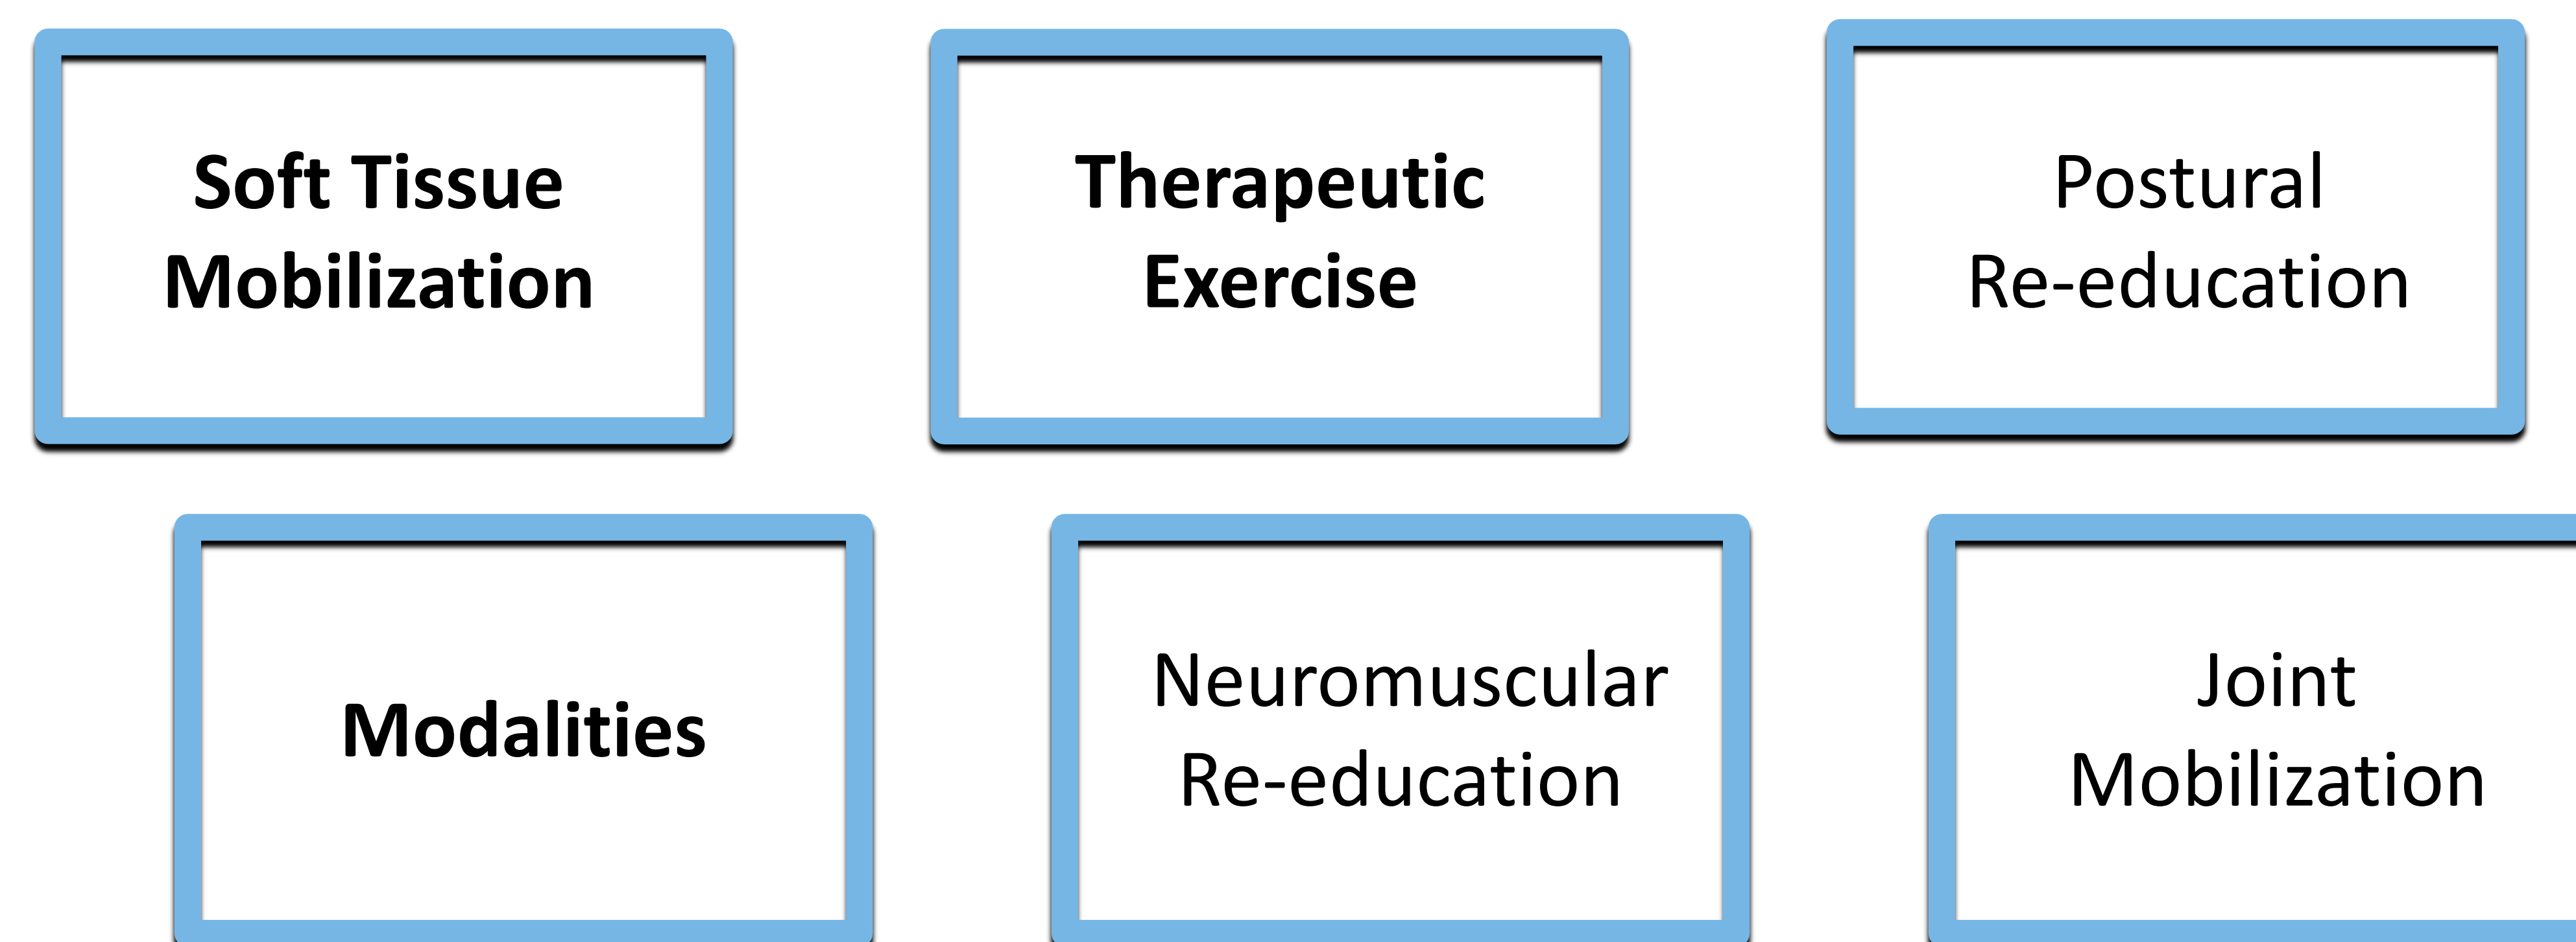 Soft Tissue
Mobilization
Therapeutic
Exercise
Postural
Re-education
Modalities
Neuromuscular
Re-education
Joint
Mobilization